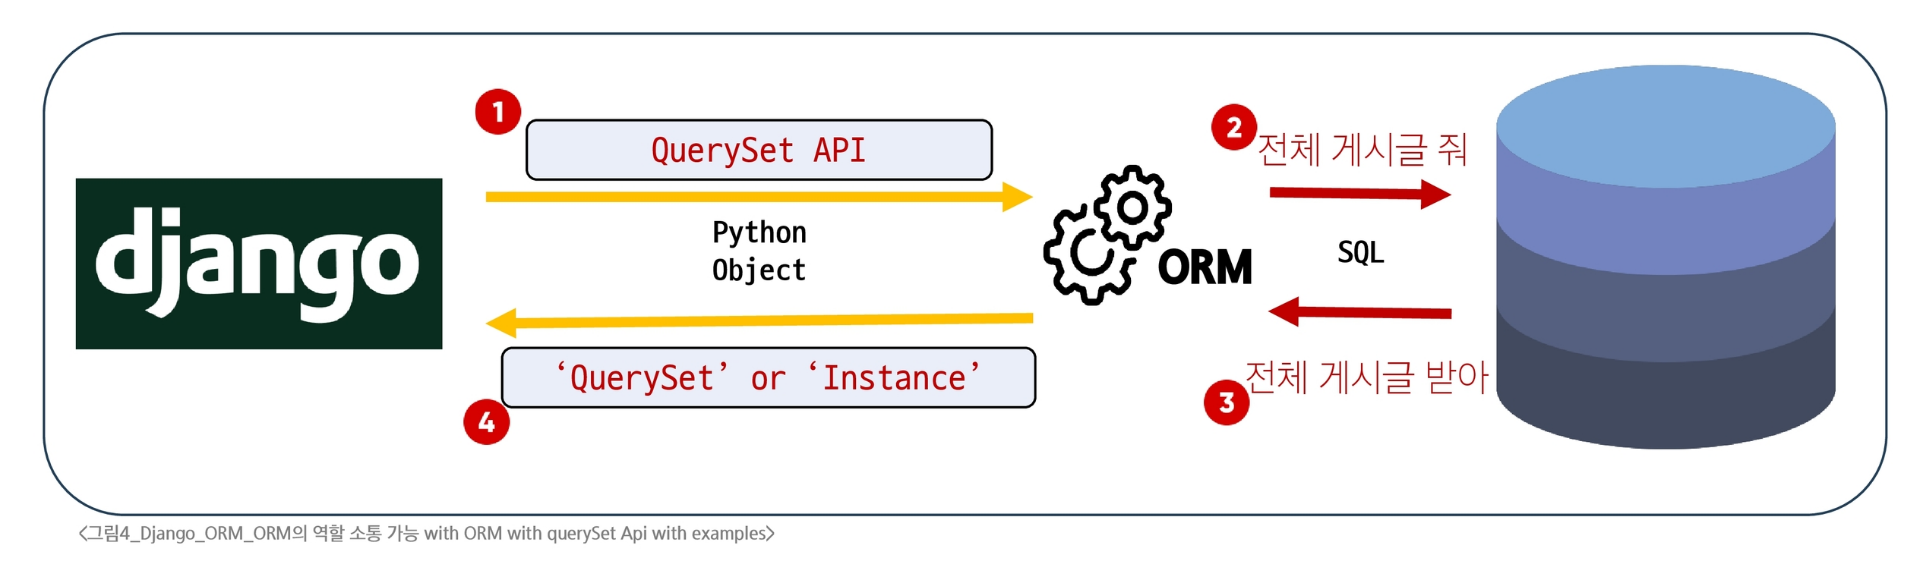 1
QuerySet API
2
전체 게시글 줘
django
Python
Object
ORM
SQL
‘QuerySet’ or ‘Instance’
4
전체 게시글 받아
3
<그림4_Django_ORM_ORM의 역할 소통 가능 with ORM with querySet Api with examples>